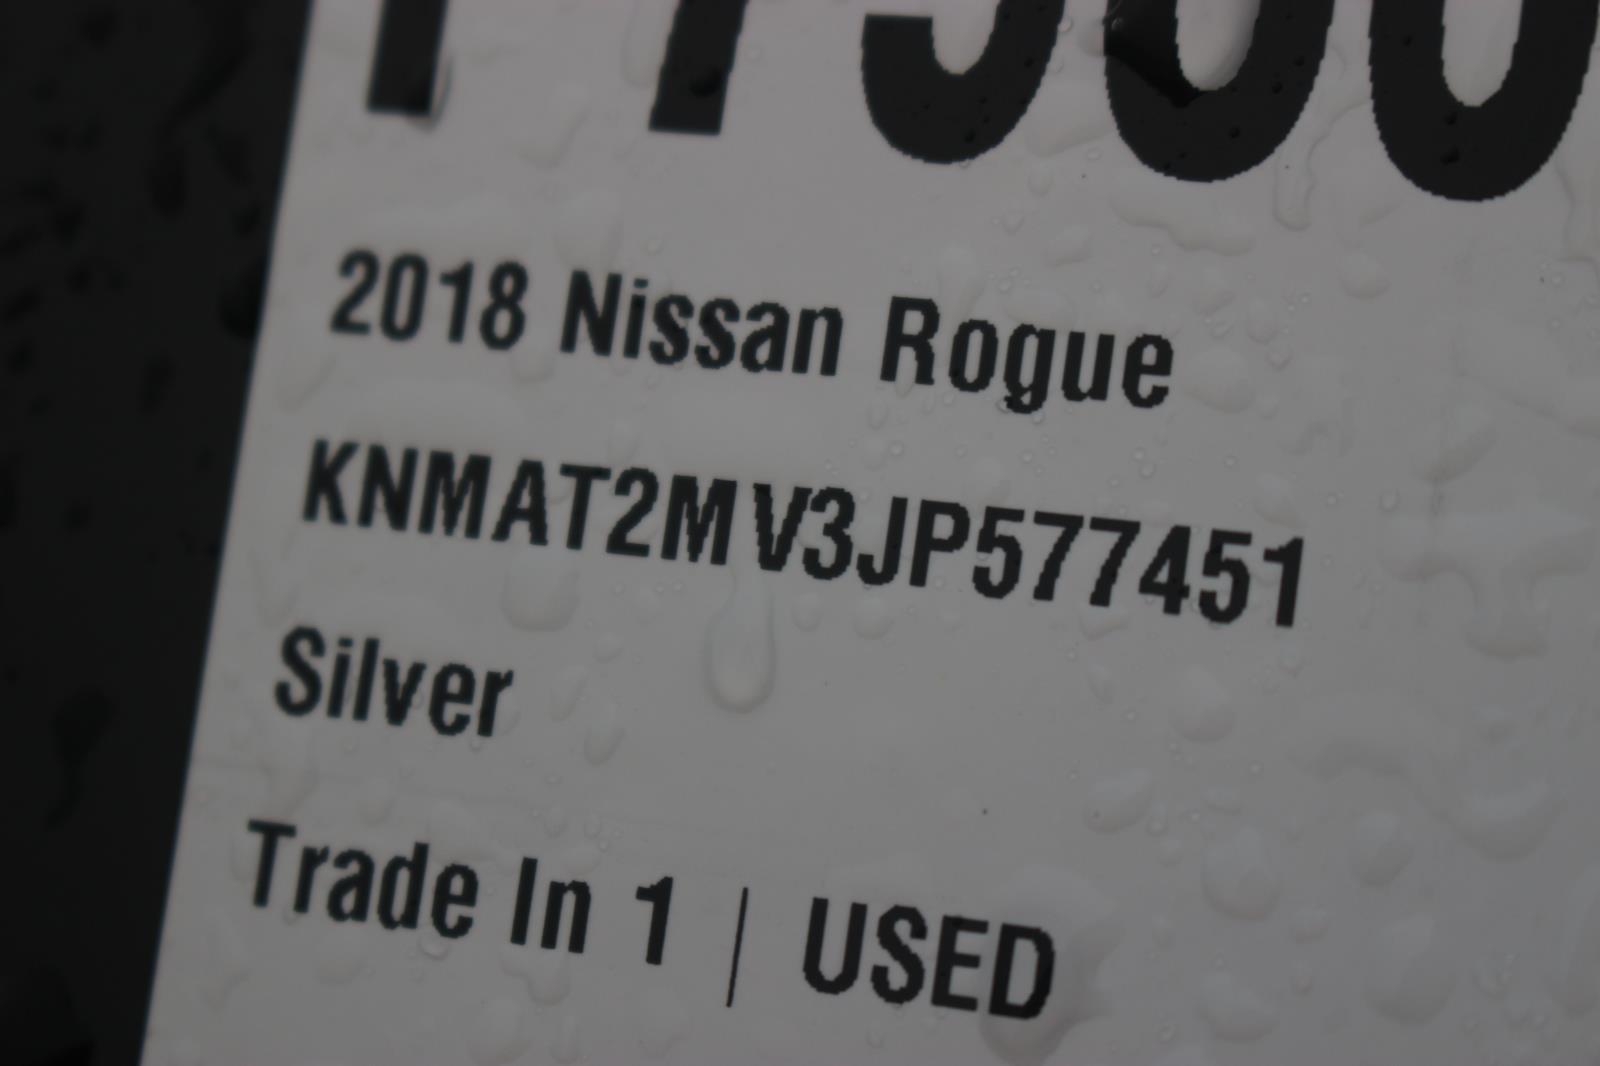 2018 Nissan Rogue
KNMAT2MV3JP577451
Silver
Trade In 1 | USED